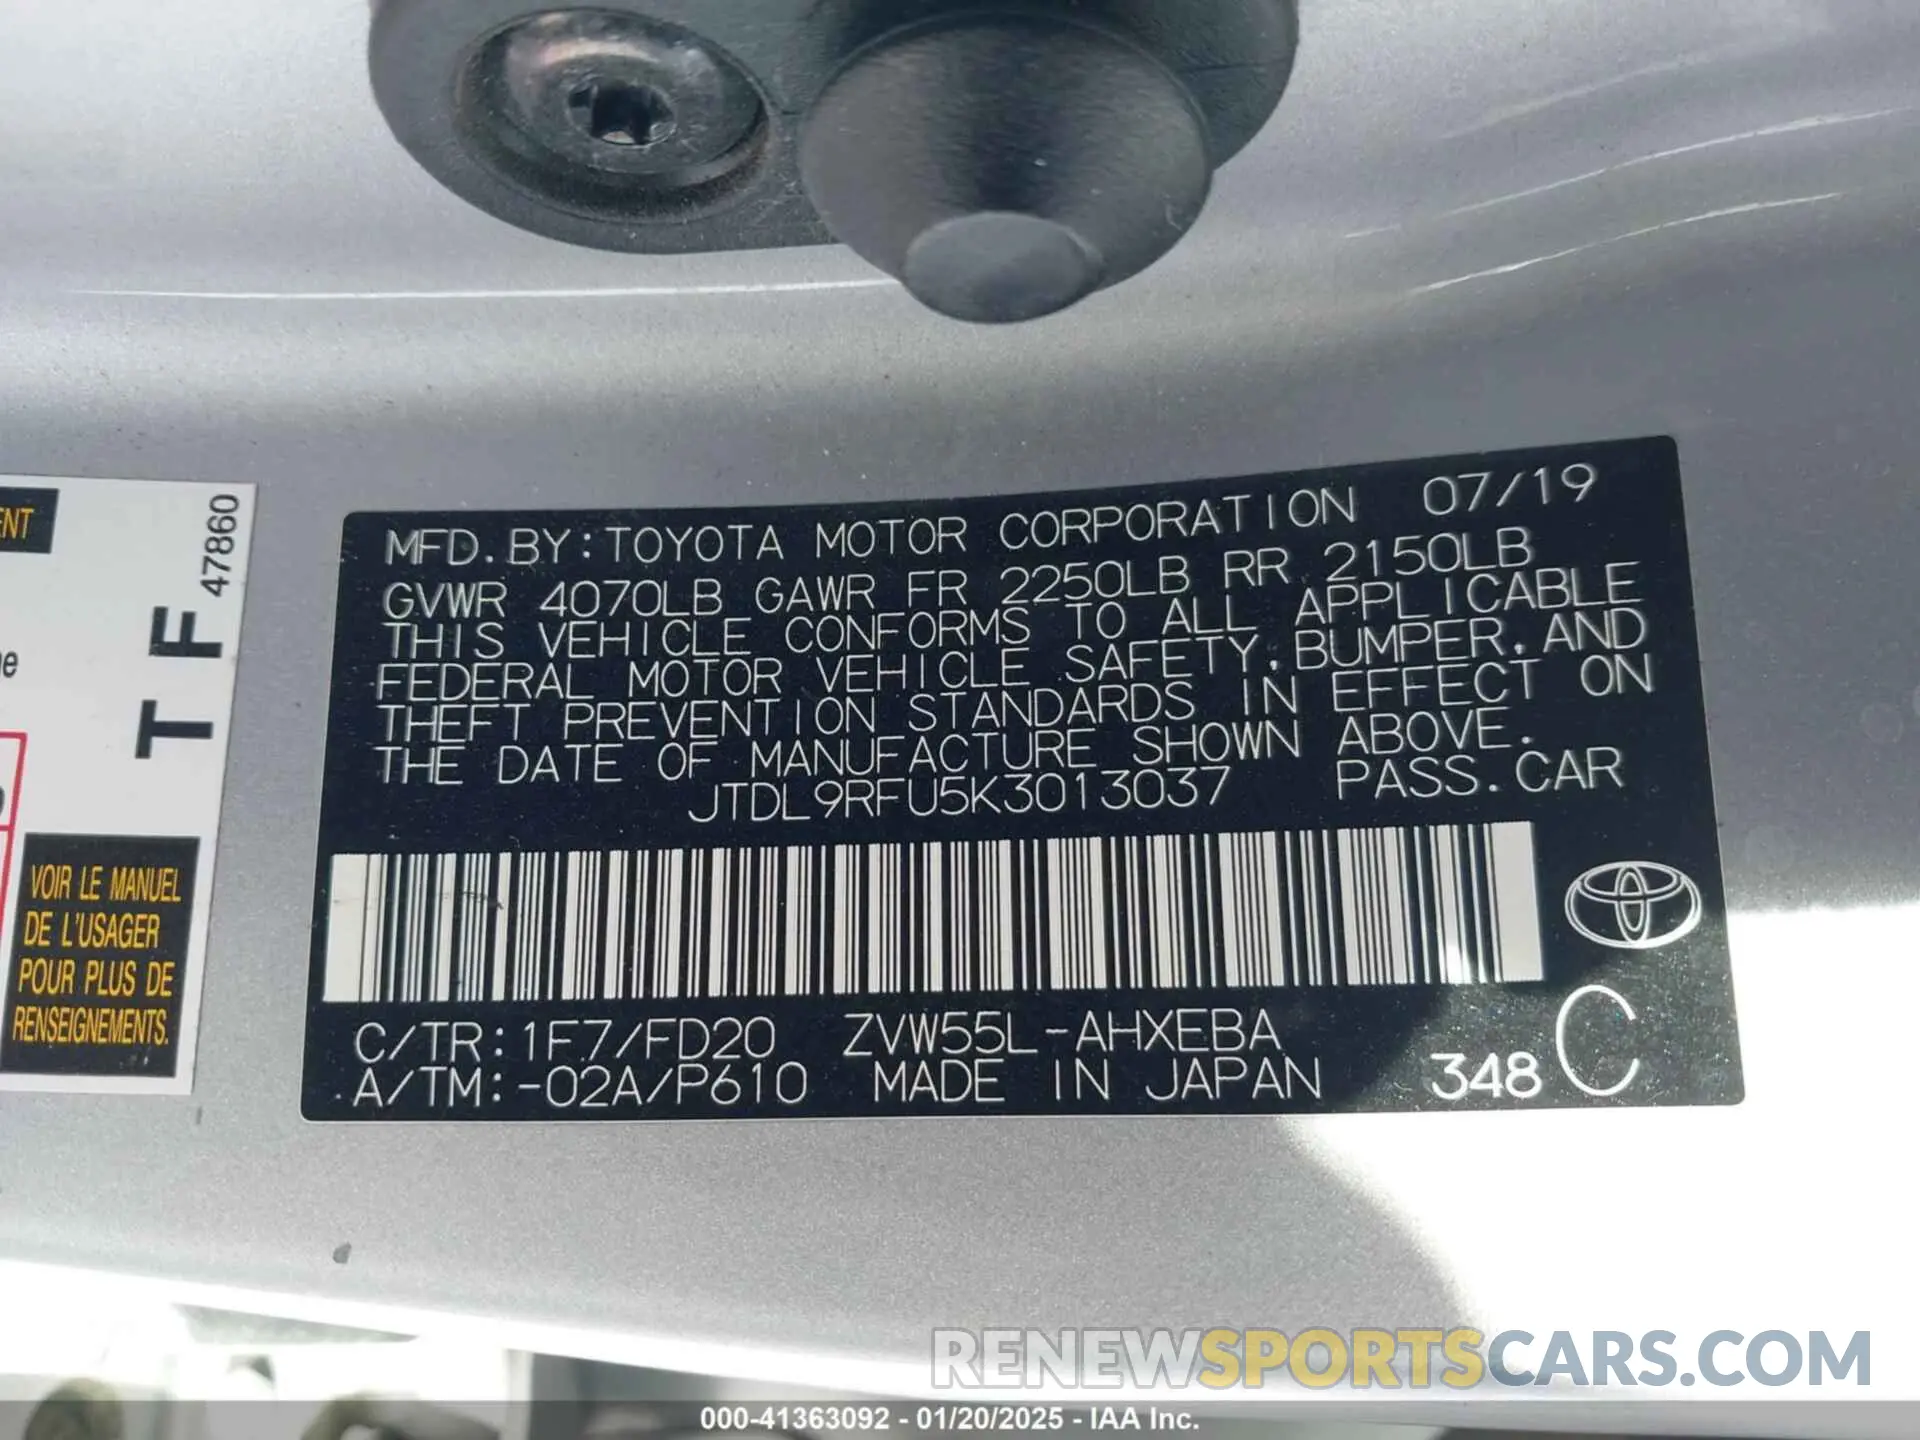 MFD.BY:TOYOTA MOTOR CORPORATION 07/19
GVWR 4070LB GAWR FR 2250LB RR 2150LB
THIS VEHICLE CONFORMS TO ALL APPLICABLE
FEDERAL MOTOR VEHICLE SAFETY, BUMPER, AND
THEFT PREVENTION STANDARDS IN EFFECT ON
THE DATE OF MANUFACTURE SHOWN ABOVE.
JTDL9RFU5K3013037 PASS.CAR
C/TR:1F7/FD20 ZVW55L-AHXEBA
A/TM:-02A/P610 MADE IN JAPAN 348 C
47860
T F
VOIR LE MANUEL
DE L'USAGER
POUR PLUS DE
RENSEIGNEMENTS.
RENEWSPORTSCARS.COM
000-41363092 - 01/20/2025 - IAA Inc.